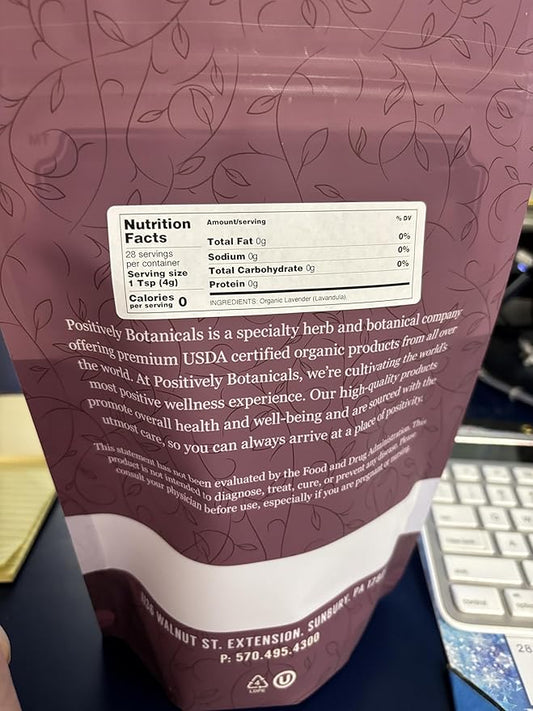 TM
Nutrition
Facts
28 servings
per container
Serving size
1 Tsp (4g)
Calories 0
per serving
Amount/serving % DV
Total Fat 0g 0%
Sodium 0g 0%
Total Carbohydrate 0g 0%
Protein 0g
INGREDIENTS: Organic Lavender (Lavandula).
Positively Botanicals is a specialty herb and botanical company
offering premium USDA certified organic products from all over
the world. At Positively Botanicals, we're cultivating the world's
most positive wellness experience. Our high-quality products
promote overall health and well-being and are sourced with the
utmost care, so you can always arrive at a place of positivity.
This statement has not been evaluated by the Food and Drug Administration. This
product is not intended to diagnose, treat, cure, or prevent any disease. Please
consult your physician before use, especially if you are pregnant or nursing.
WALNUT ST. EXTENSION. SUNBURY, PA
P: 570.495.4300
4
LDPE
U
control
28